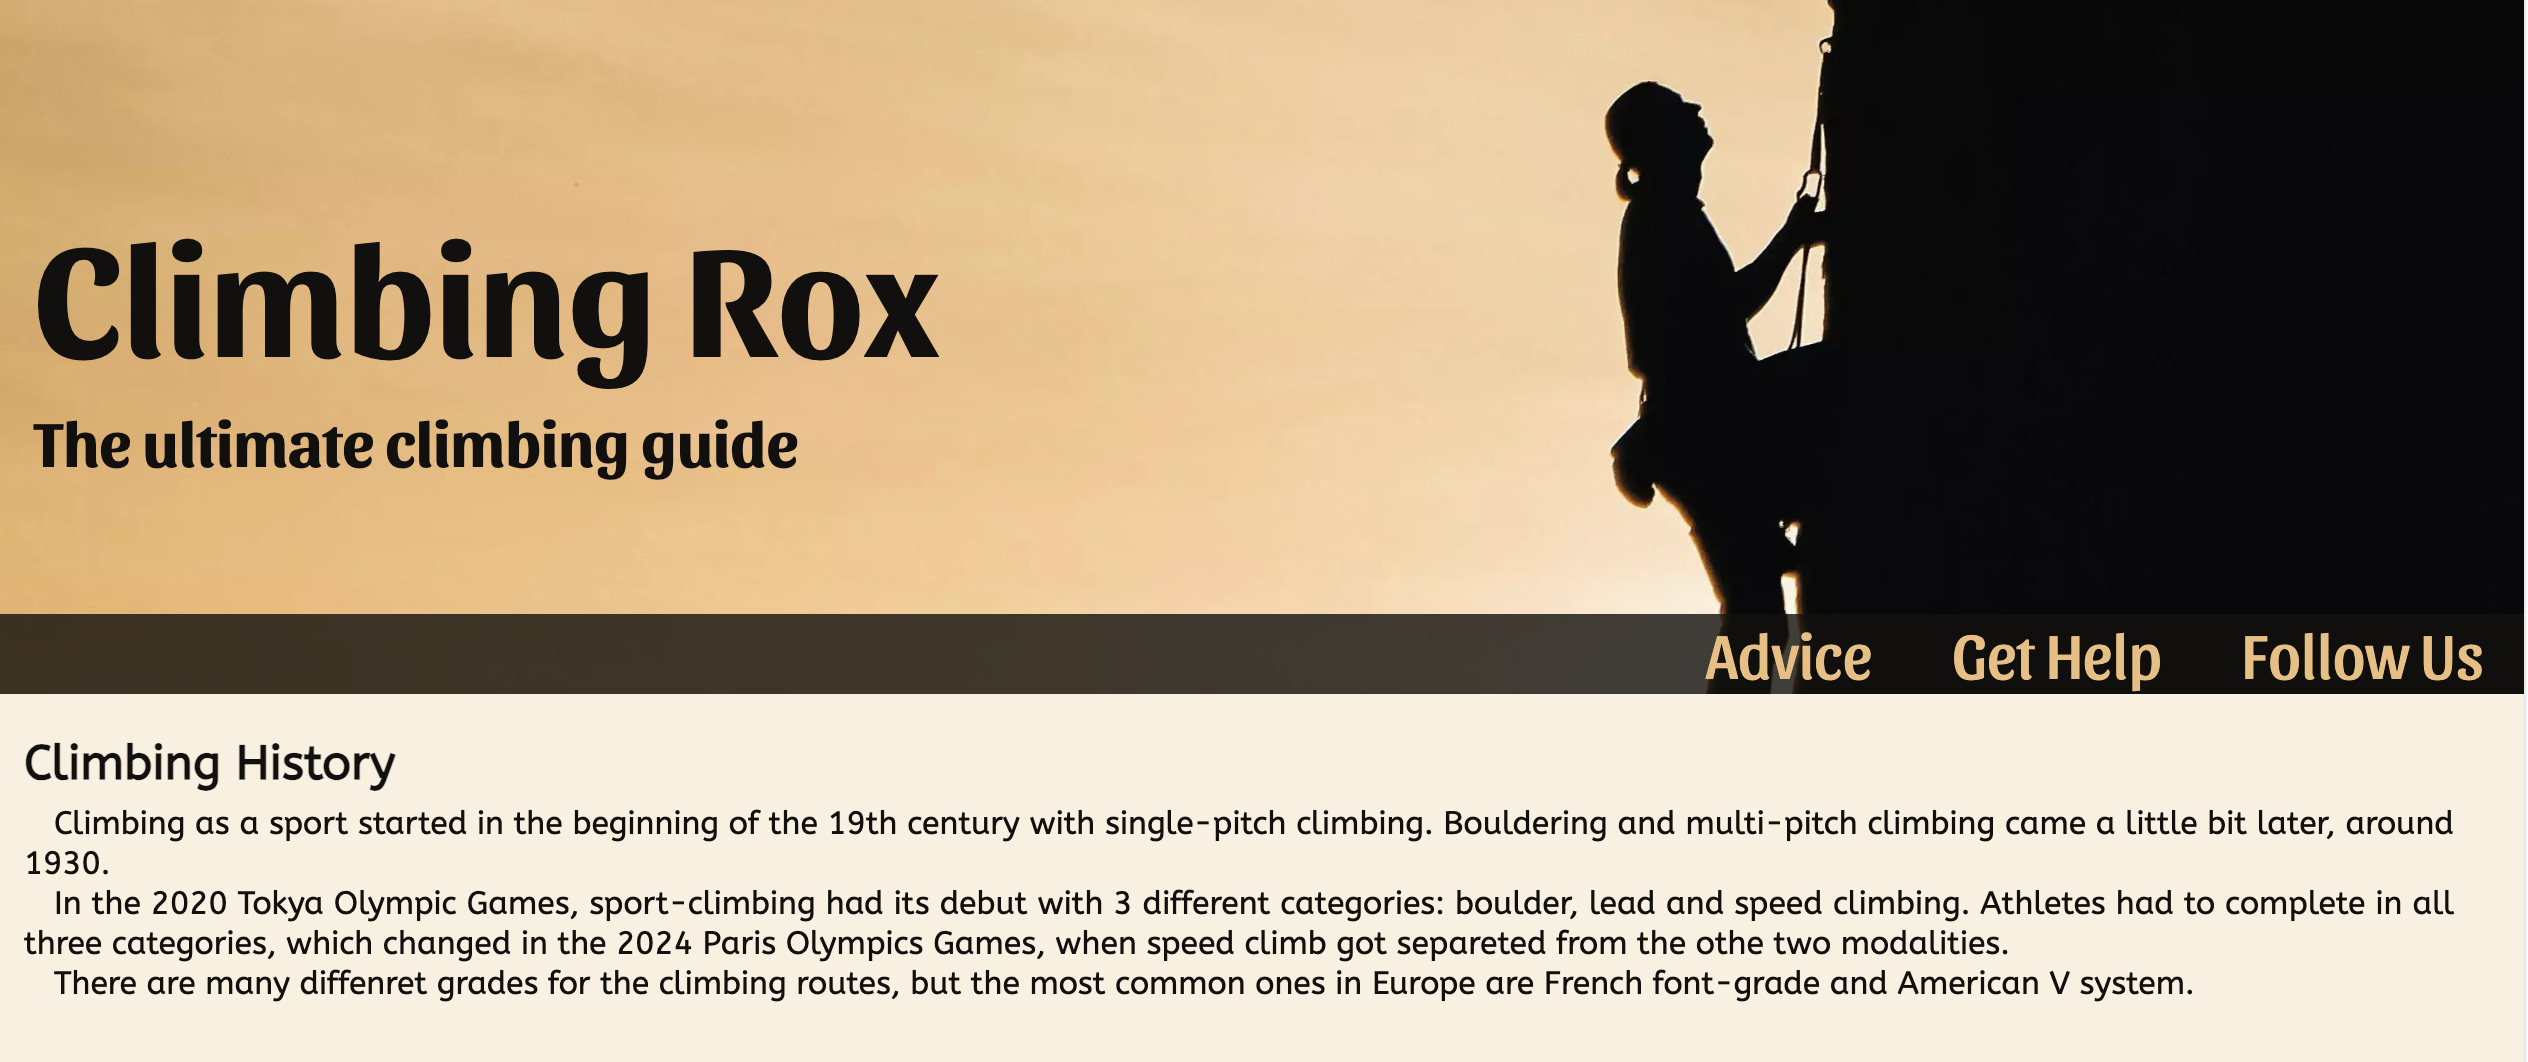 Climbing Rox
The ultimate climbing guide
Advice Get Help Follow Us
Climbing History
Climbing as a sport started in the beginning of the 19th century with single-pitch climbing. Bouldering and multi-pitch climbing came a little bit later, around
1930.
In the 2020 Tokya Olympic Games, sport-climbing had its debut with 3 different categories: boulder, lead and speed climbing. Athletes had to complete in all
three categories, which changed in the 2024 Paris Olympics Games, when speed climb got separeted from the othe two modalities.
There are many diffenret grades for the climbing routes, but the most common ones in Europe are French font-grade and American V system.